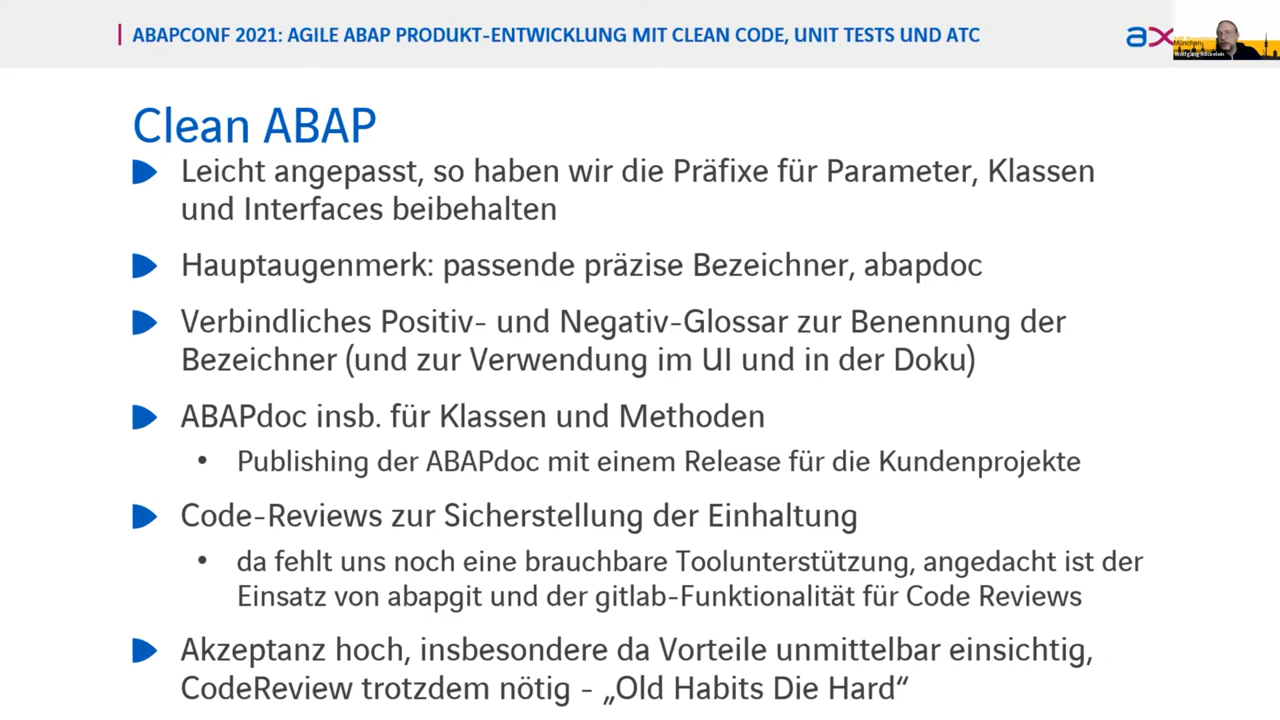 ABAPCONF 2021: AGILE ABAP PRODUKT-ENTWICKLUNG MIT CLEAN CODE, UNIT TESTS UND ATC
ax
München
Wolfgang Röckelein
Clean ABAP
Leicht angepasst, so haben wir die Präfixe für Parameter, Klassen
und Interfaces beibehalten
Hauptaugenmerk: passende präzise Bezeichner, abapdoc
Verbindliches Positiv- und Negativ-Glossar zur Benennung der
Bezeichner (und zur Verwendung im UI und in der Doku)
ABAPdoc insb. für Klassen und Methoden
• Publishing der ABAPdoc mit einem Release für die Kundenprojekte
Code-Reviews zur Sicherstellung der Einhaltung
• da fehlt uns noch eine brauchbare Toolunterstützung, angedacht ist der
Einsatz von abapgit und der gitlab-Funktionalität für Code Reviews
Akzeptanz hoch, insbesondere da Vorteile unmittelbar einsichtig,
CodeReview trotzdem nötig - „Old Habits Die Hard“